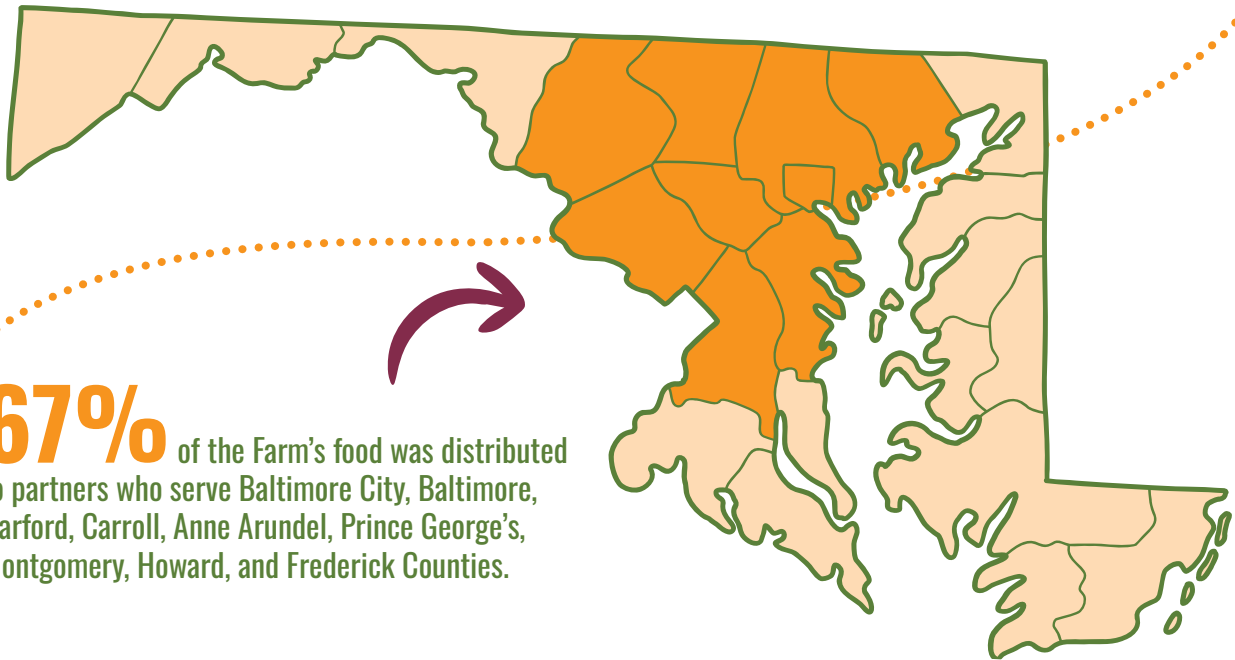 67% of the Farm's food was distributed
o partners who serve Baltimore City, Baltimore,
arford, Carroll, Anne Arundel, Prince George's,
ontgomery, Howard, and Frederick Counties.